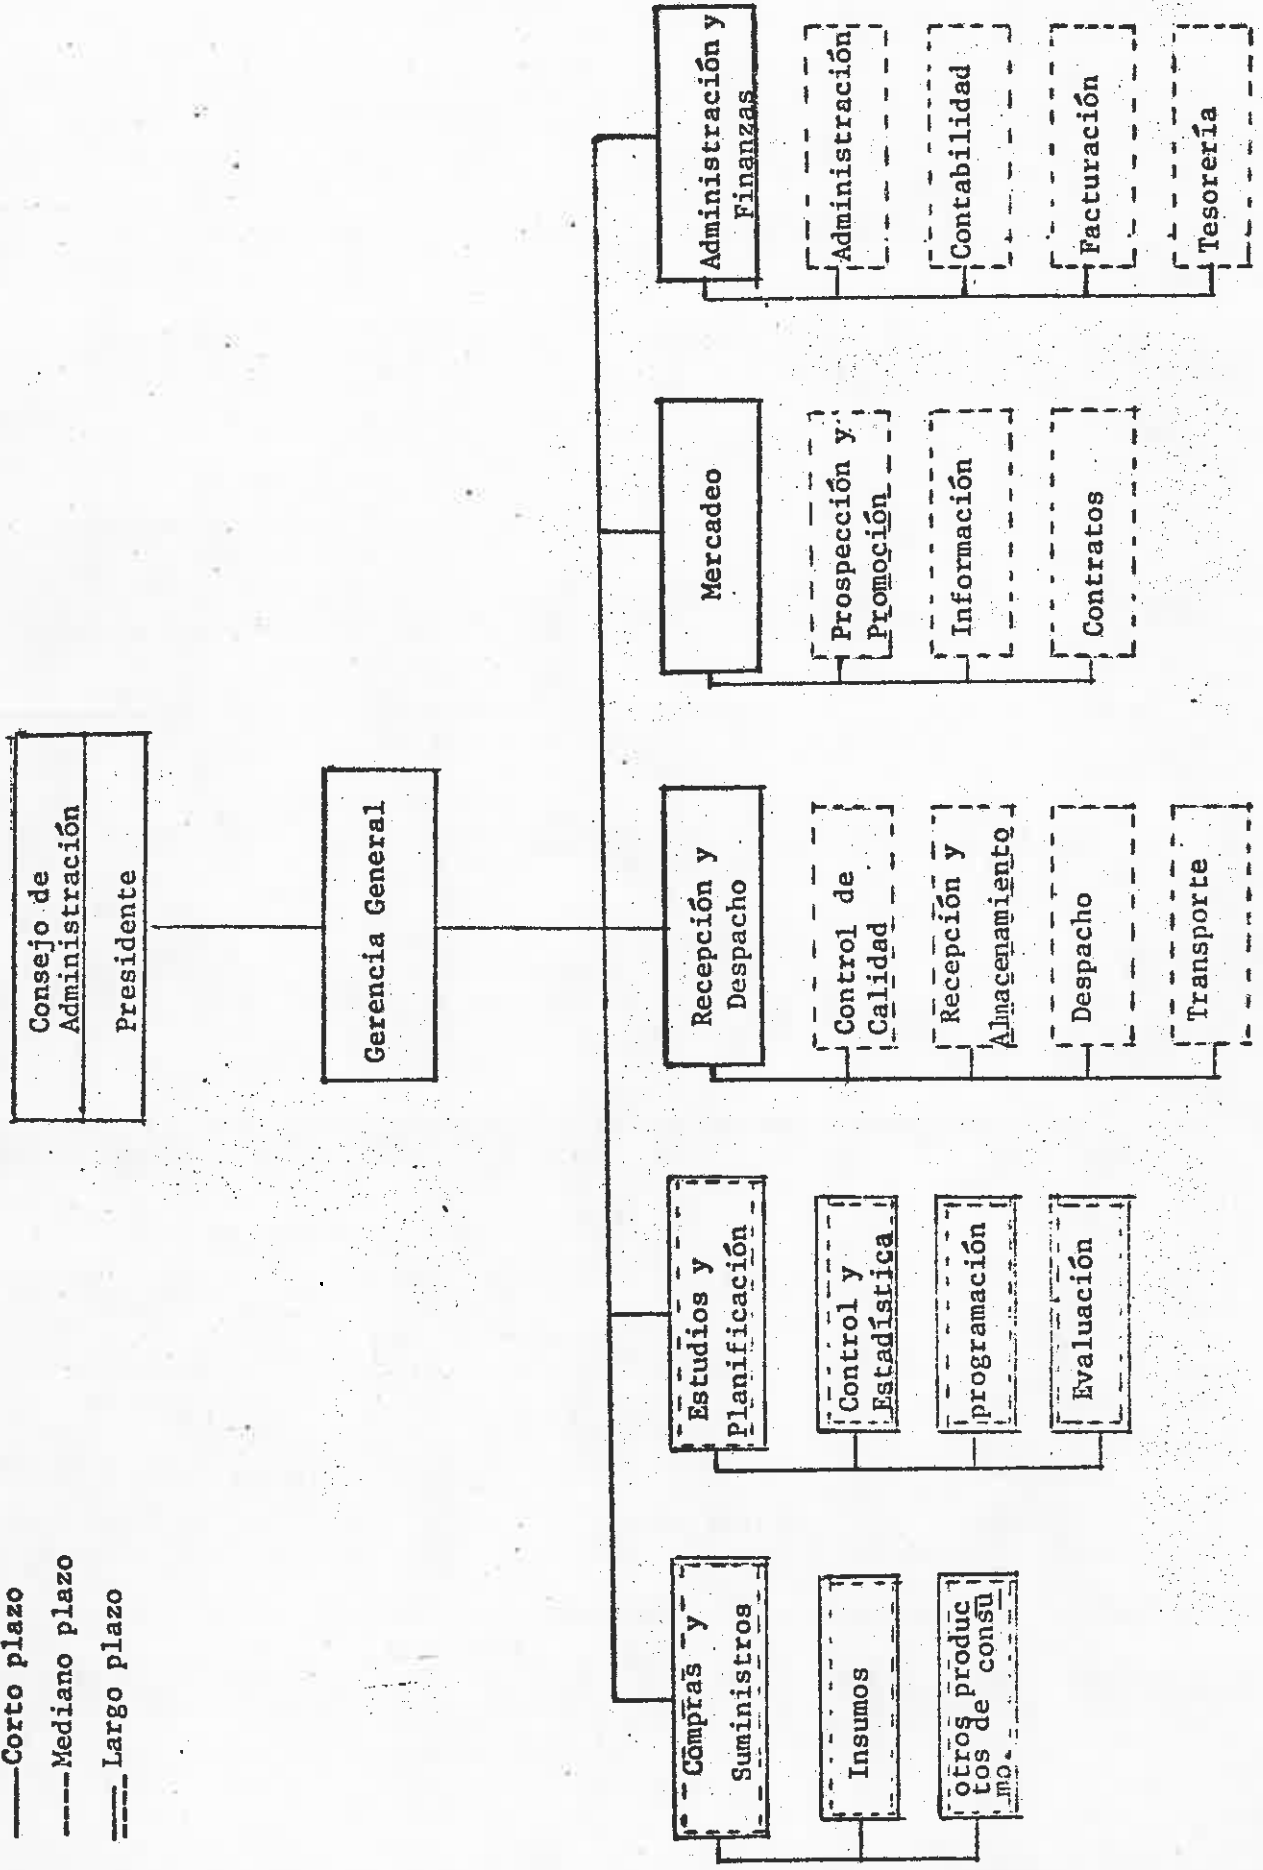 Corto plazo
Mediano plazo
Largo plazo
Consejo de
Administración
Presidente
Gerencia General
Compras y
Suministros
Insumos
otros produc
tos de consu
mo.
Estudios y
Planificación
Control y
Estadística
programación
Evaluación
Recepción y
Despacho
Control de
Calidad
Recepción y
Almacenamiento
Despacho
Transporte
Mercadeo
Prospección y
Promoción
Información
Contratos
Administración y
Finanzas
Administración
Contabilidad
Facturación
Tesorería